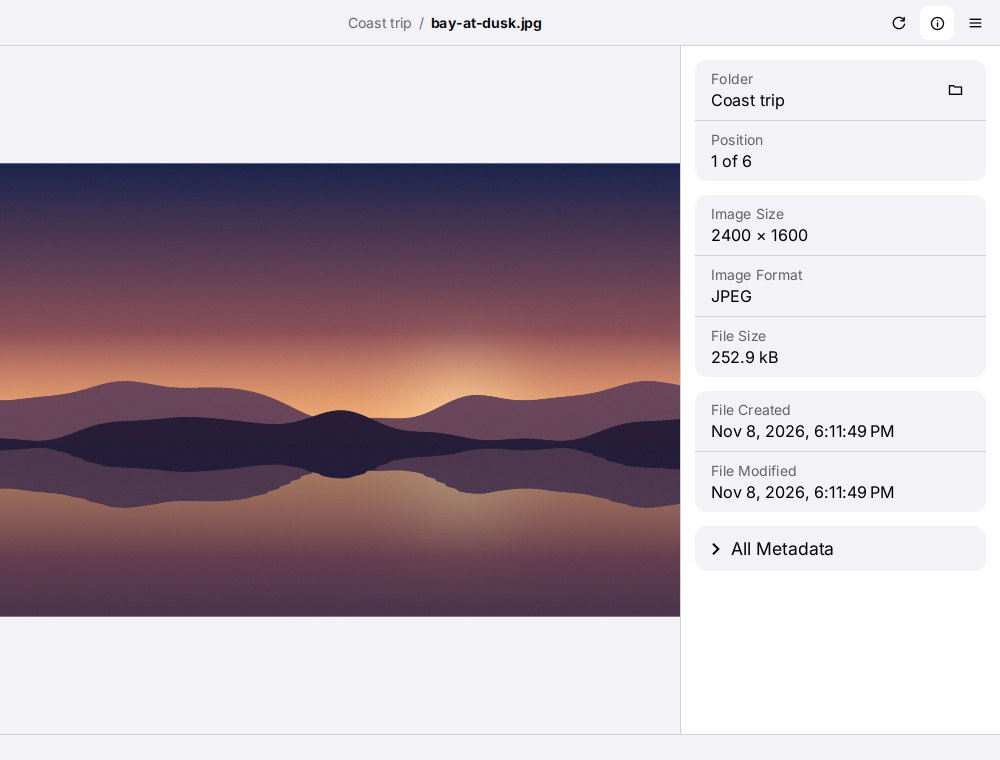 Coast trip / bay-at-dusk.jpg
Folder
Coast trip
Position
1 of 6
Image Size
2400 × 1600
Image Format
JPEG
File Size
252.9 kB
File Created
Nov 8, 2026, 6:11:49 PM
File Modified
Nov 8, 2026, 6:11:49 PM
All Metadata